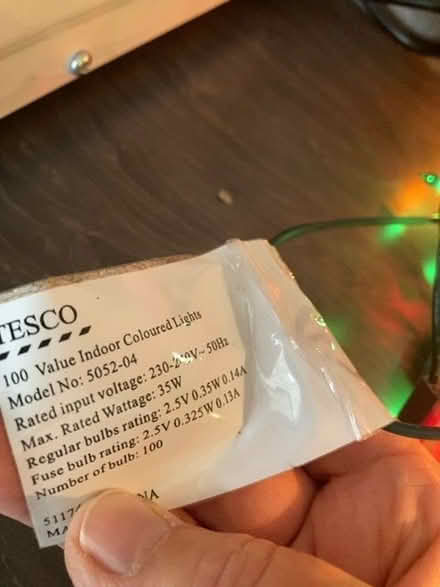 TESCO
100 Value Indoor Coloured Lights
Model No: 5052-04
Rated input voltage: 230-240V~ 50Hz
Max. Rated Wattage: 35W
Regular bulbs rating: 2.5V 0.35W 0.14A
Fuse bulb rating: 2.5V 0.325W 0.13A
Number of bulb: 100